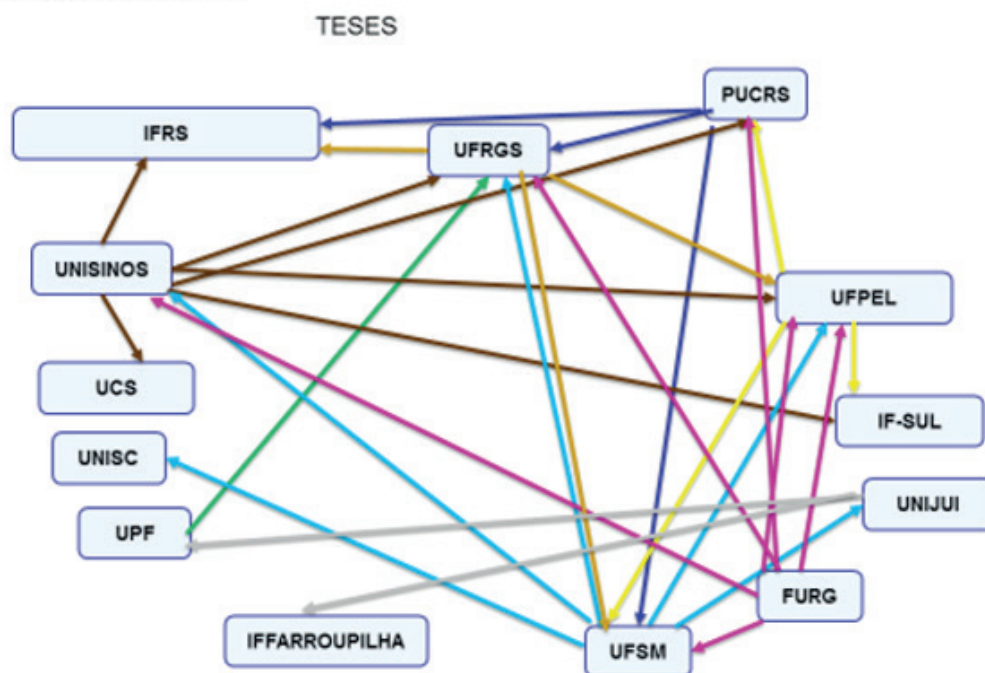 TESES
PUCRS
IFRS
UFRGS
UNISINOS
UFPEL
UCS
IF-SUL
UNISC
UNIJUI
UPF
FURG
IFFARROUPILHA
UFSM